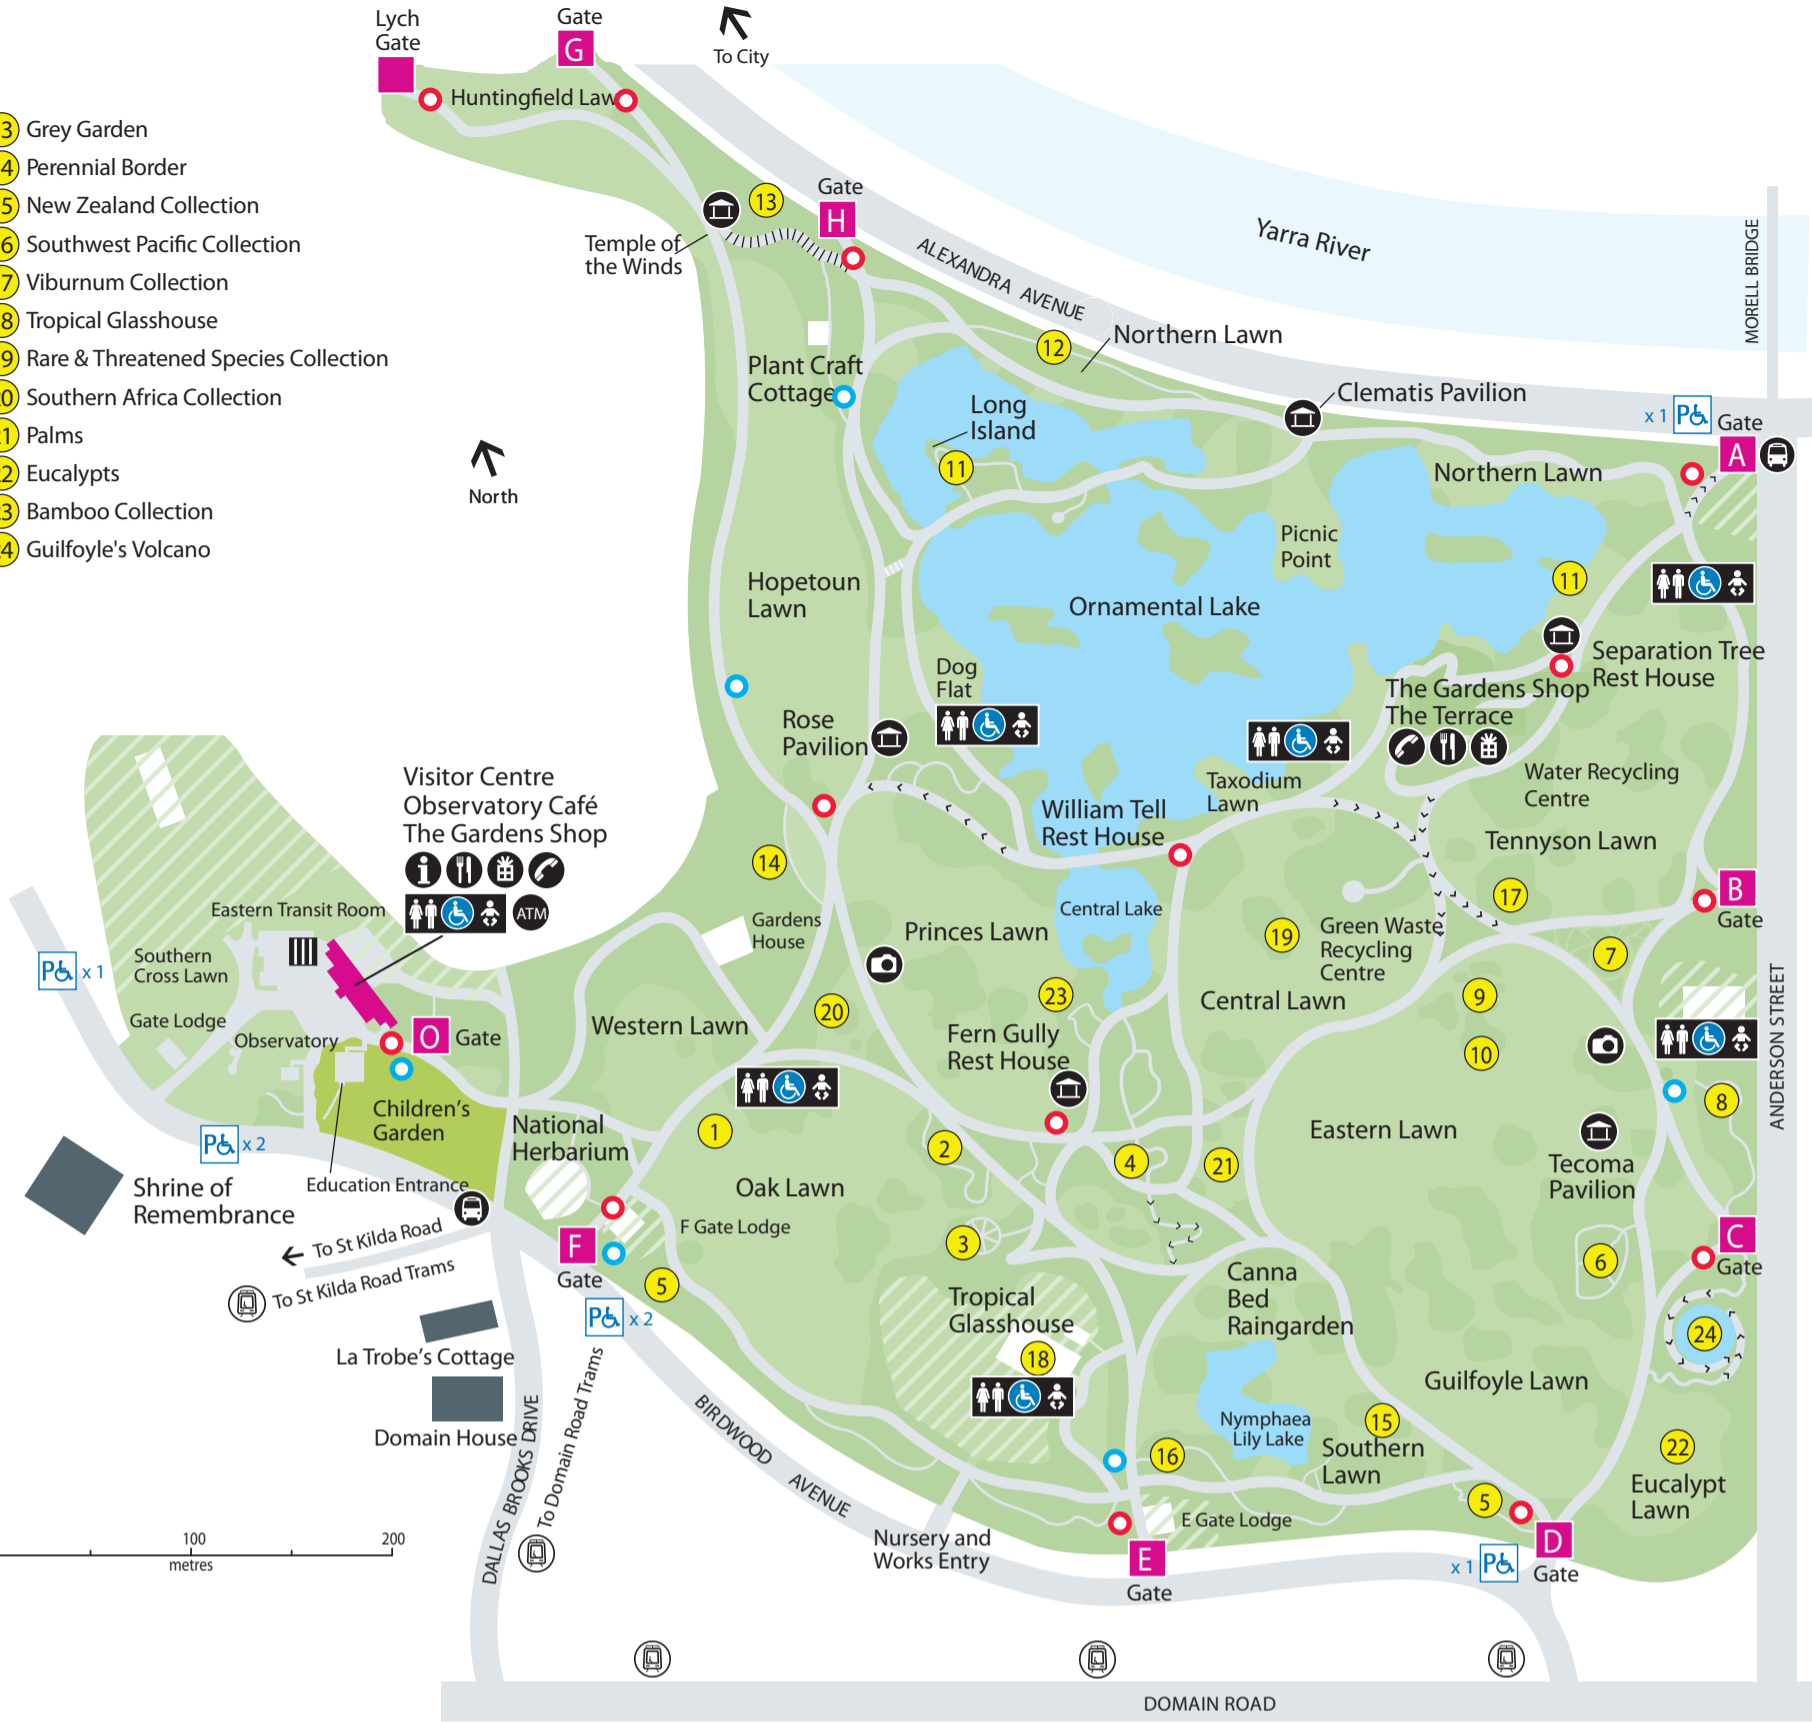 Lych
Gate
Gate
G
To City
Huntingfield Law
3 Grey Garden
4 Perennial Border
5 New Zealand Collection
6 Southwest Pacific Collection
7 Viburnum Collection
8 Tropical Glasshouse
9 Rare & Threatened Species Collection
0 Southern Africa Collection
1 Palms
2 Eucalypts
3 Bamboo Collection
4 Guilfoyle's Volcano
North
13
Gate
H
Temple of
the Winds
ALEXANDRA AVENUE
Yarra River
MORELL BRIDGE
12
Northern Lawn
Plant Craft
Cottage
Long
Island
11
Clematis Pavilion
x 1 P
Gate
A
Northern Lawn
Picnic
Point
11
Hopetoun
Lawn
Ornamental Lake
Dog
Flat
Separation Tree
Rest House
The Gardens Shop
The Terrace
Rose
Pavilion
Taxodium
Lawn
Water Recycling
Centre
William Tell
Rest House
Tennyson Lawn
Visitor Centre
Observatory Café
The Gardens Shop
i
ATM
14
17
B
Gate
Eastern Transit Room
Gardens
House
Princes Lawn
Central Lake
19
Green Waste
Recycling
Centre
7
Southern
Cross Lawn
P x 1
Gate Lodge
Observatory
O
Gate
Western Lawn
20
23
Central Lawn
9
10
Fern Gully
Rest House
ANDERSON STREET
8
Children's
Garden
National
Herbarium
1
2
4
21
Eastern Lawn
Tecoma
Pavilion
P x 2
Education Entrance
Shrine of
Remembrance
Oak Lawn
F Gate Lodge
To St Kilda Road
To St Kilda Road Trams
F
Gate
5
3
6
C
Gate
P x 2
Tropical
Glasshouse
18
Canna
Bed
Raingarden
24
La Trobe's Cottage
Domain House
Guilfoyle Lawn
Nymphaea
Lily Lake
15
Southern
Lawn
16
22
Eucalypt
Lawn
5
DALLAS BROOKS DRIVE
To Domain Road Trams
BIRDWOOD AVENUE
Nursery and
Works Entry
E Gate Lodge
E
Gate
D
Gate
x 1 P
100
200
metres
DOMAIN ROAD